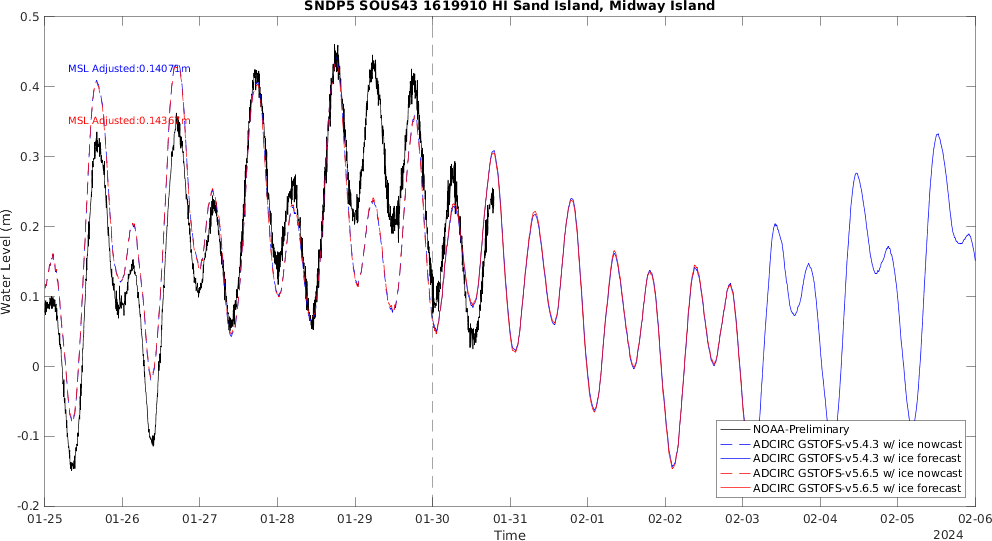 SNDP5 SOUS43 1619910 HI Sand Island, Midway Island
0.5
MSL Adjusted:0.14071m
0.4
MSL Adjusted:0.14367m
0.3
0.2
Water Level (m)
0.1
0
-0.1
-0.2
NOAA-Preliminary
ADCIRC GSTOFS-v5.4.3 w/ ice nowcast
ADCIRC GSTOFS-v5.4.3 w/ ice forecast
ADCIRC GSTOFS-v5.6.5 w/ ice nowcast
ADCIRC GSTOFS-v5.6.5 w/ ice forecast
01-25 01-26 01-27 01-28 01-29 01-30 01-31 02-01 02-02 02-03 02-04 02-05 02-06
Time
2024